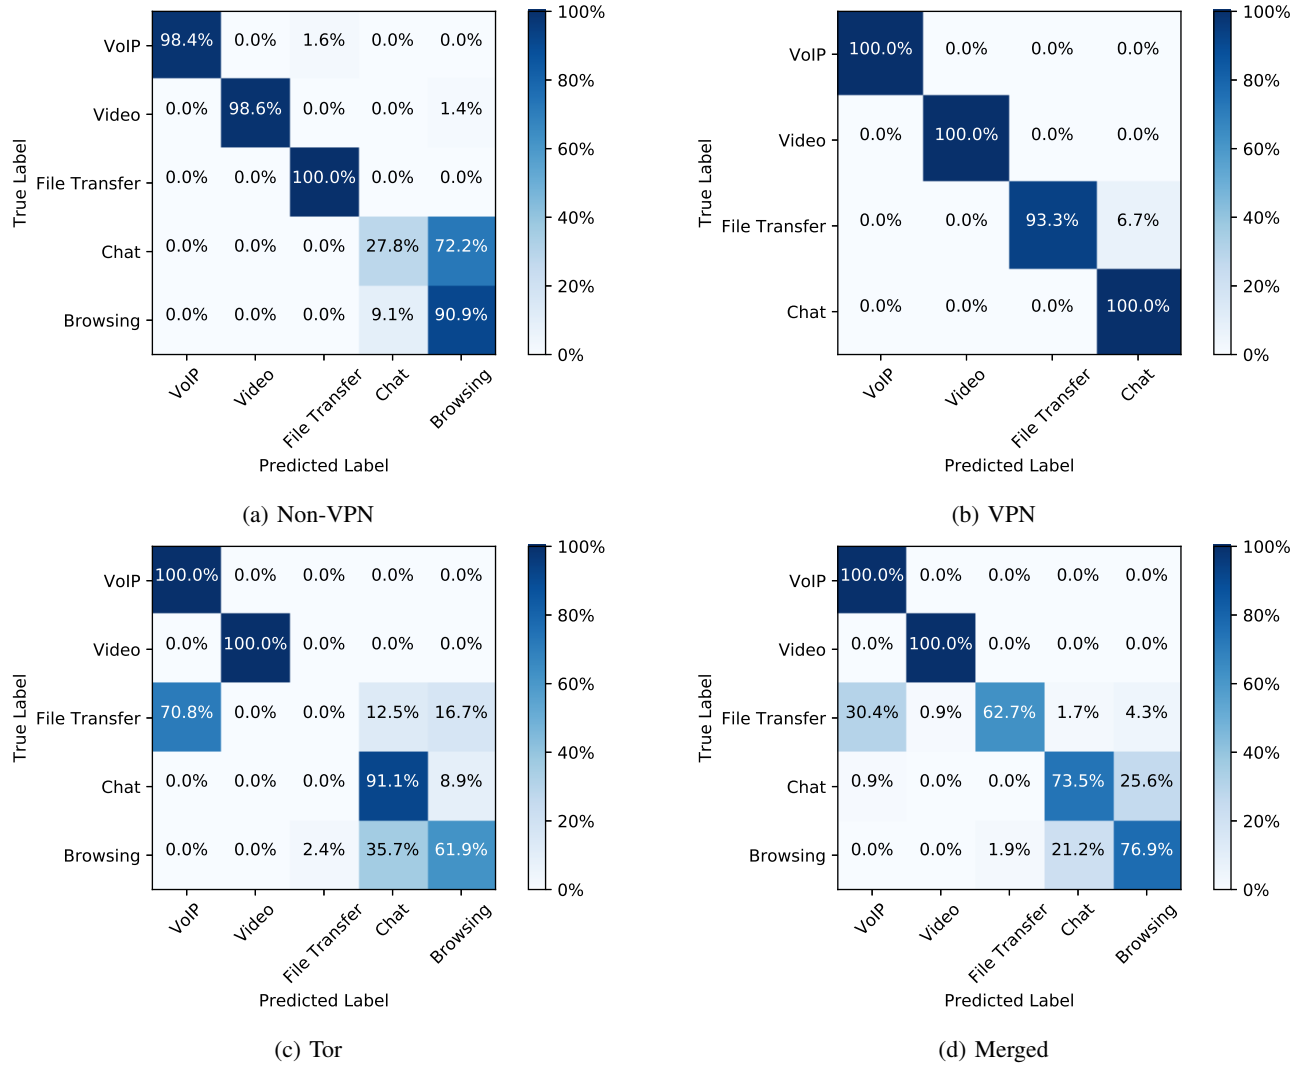 VoIP 98.4% 0.0% 1.6% 0.0% 0.0%
Video 0.0% 98.6% 0.0% 0.0% 1.4%
File Transfer 0.0% 0.0% 100.0% 0.0% 0.0%
Chat 0.0% 0.0% 0.0% 27.8% 72.2%
Browsing 0.0% 0.0% 0.0% 9.1% 90.9%
True Label
VoIP Video File Transfer Chat Browsing
Predicted Label
100%
80%
60%
40%
20%
0%
(a) Non-VPN
VoIP 100.0% 0.0% 0.0% 0.0%
Video 0.0% 100.0% 0.0% 0.0%
File Transfer 0.0% 0.0% 93.3% 6.7%
Chat 0.0% 0.0% 0.0% 100.0%
True Label
VoIP Video File Transfer Chat
Predicted Label
100%
80%
60%
40%
20%
0%
(b) VPN
VoIP 100.0% 0.0% 0.0% 0.0% 0.0%
Video 0.0% 100.0% 0.0% 0.0% 0.0%
File Transfer 70.8% 0.0% 0.0% 12.5% 16.7%
Chat 0.0% 0.0% 0.0% 91.1% 8.9%
Browsing 0.0% 0.0% 2.4% 35.7% 61.9%
True Label
VoIP Video File Transfer Chat Browsing
Predicted Label
100%
80%
60%
40%
20%
0%
(c) Tor
VoIP 100.0% 0.0% 0.0% 0.0% 0.0%
Video 0.0% 100.0% 0.0% 0.0% 0.0%
File Transfer 30.4% 0.9% 62.7% 1.7% 4.3%
Chat 0.9% 0.0% 0.0% 73.5% 25.6%
Browsing 0.0% 0.0% 1.9% 21.2% 76.9%
True Label
VoIP Video File Transfer Chat Browsing
Predicted Label
100%
80%
60%
40%
20%
0%
(d) Merged